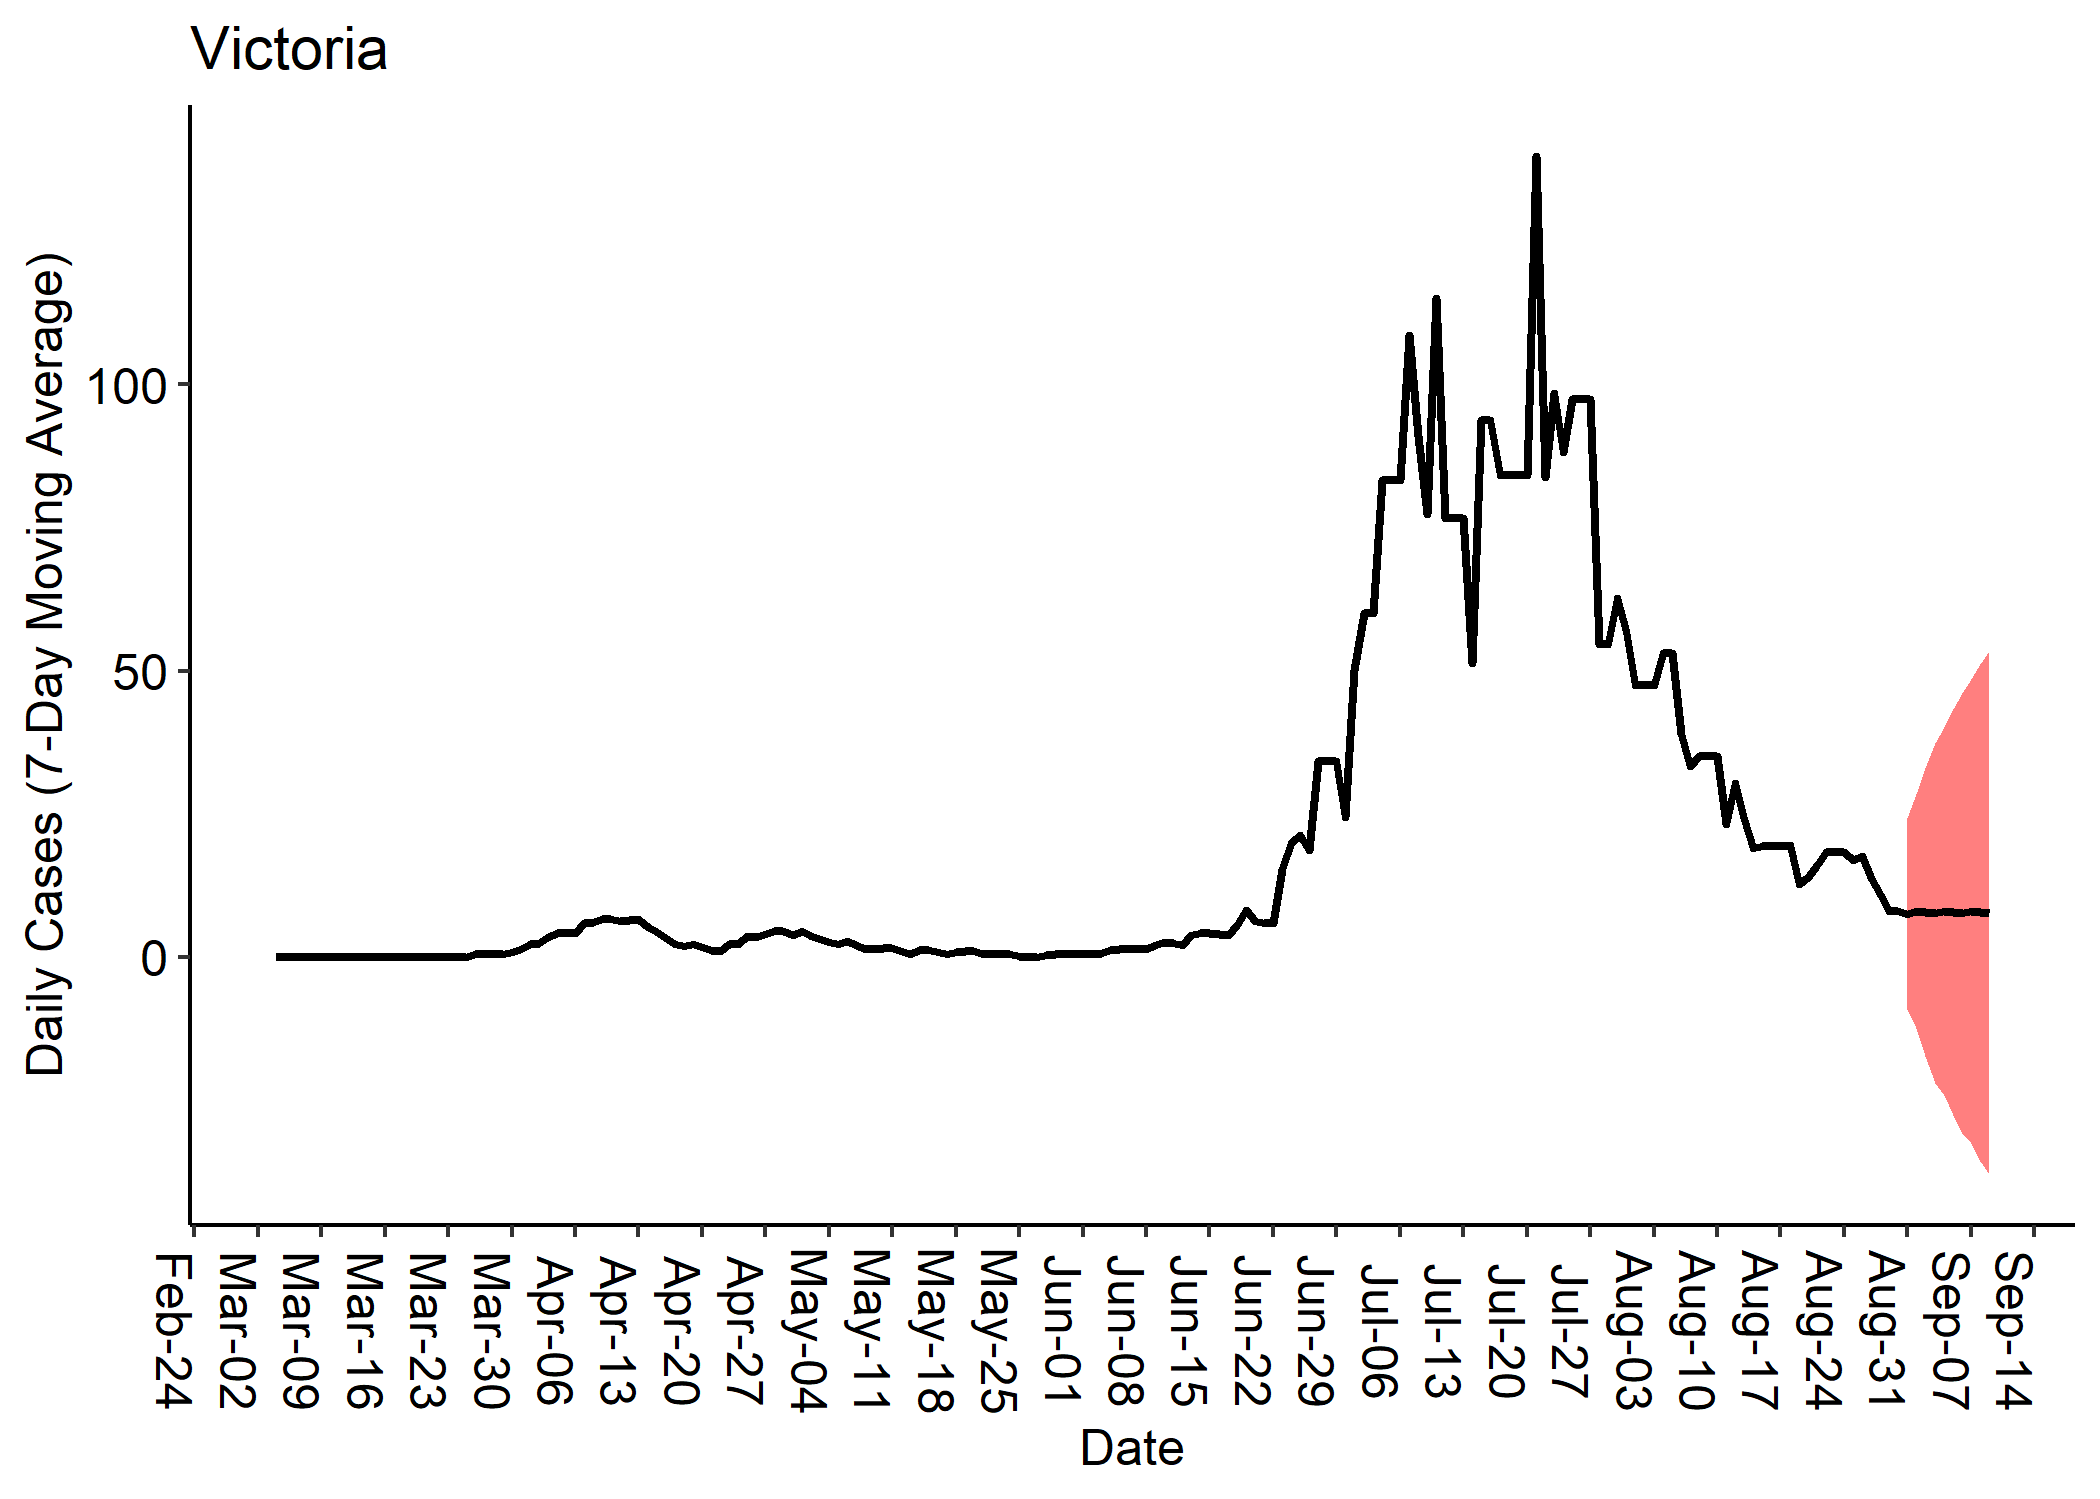 Victoria
Daily Cases (7-Day Moving Average)
100
50
0
Feb-24
Mar-02
Mar-09
Mar-16
Mar-23
Mar-30
Apr-06
Apr-13
Apr-20
Apr-27
May-04
May-11
May-18
May-25
Jun-01
Jun-08
Jun-15
Jun-22
Jun-29
Jul-06
Jul-13
Jul-20
Jul-27
Aug-03
Aug-10
Aug-17
Aug-24
Aug-31
Sep-07
Sep-14
Date